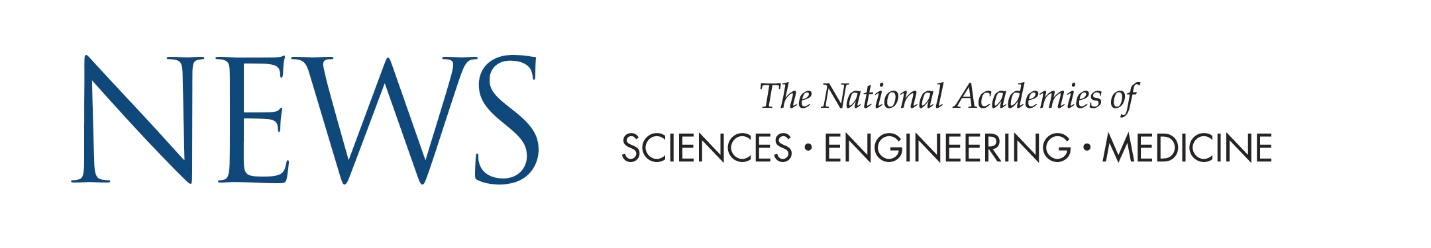 NEWS
The National Academies of
SCIENCES · ENGINEERING · MEDICINE